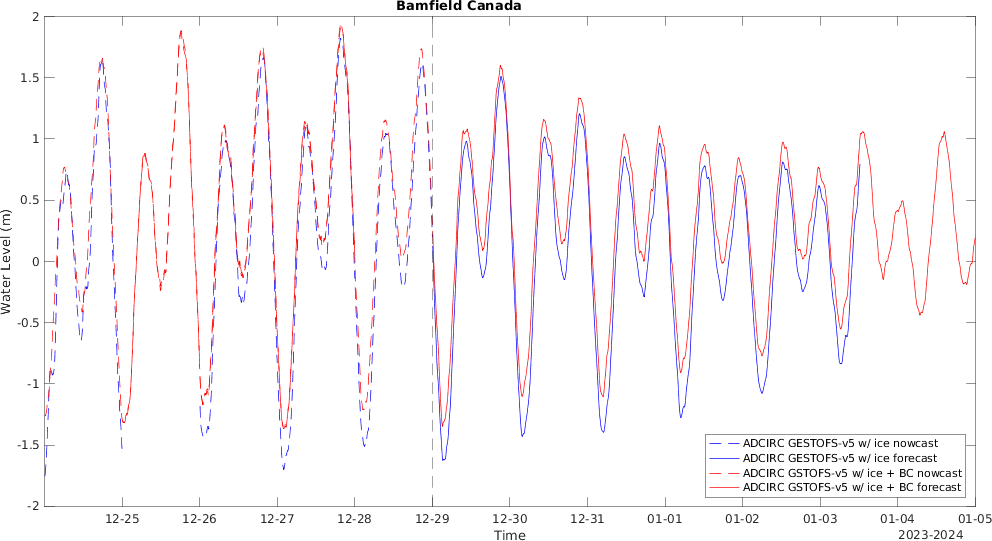 Bamfield Canada
2
1.5
1
0.5
0
-0.5
-1
-1.5
-2
Water Level (m)
ADCIRC GESTOFS-v5 w/ ice nowcast
ADCIRC GESTOFS-v5 w/ ice forecast
ADCIRC GSTOFS-v5 w/ ice + BC nowcast
ADCIRC GSTOFS-v5 w/ ice + BC forecast
12-25 12-26 12-27 12-28 12-29 12-30 12-31 01-01 01-02 01-03 01-04 01-05
Time
2023-2024